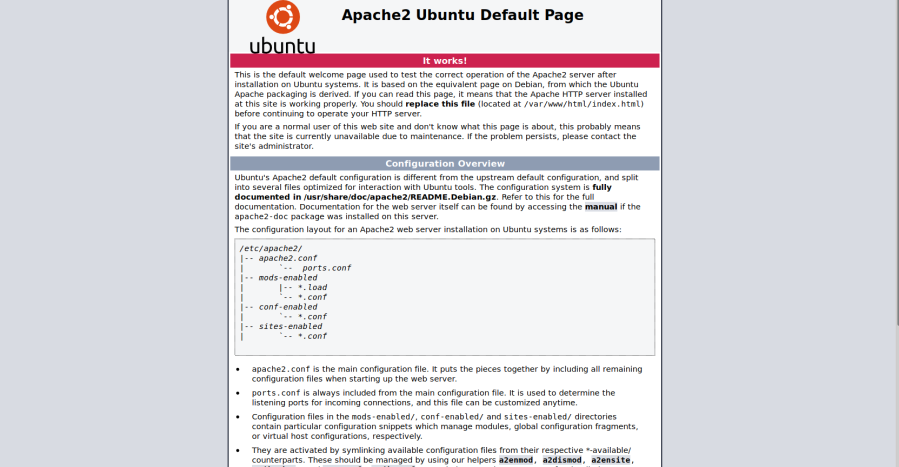 ubuntu
Apache2 Ubuntu Default Page
It works!
This is the default welcome page used to test the correct operation of the Apache2 server after
installation on Ubuntu systems. It is based on the equivalent page on Debian, from which the Ubuntu
Apache packaging is derived. If you can read this page, it means that the Apache HTTP server installed
at this site is working properly. You should replace this file (located at /var/www/html/index.html)
before continuing to operate your HTTP server.
If you are a normal user of this web site and don't know what this page is about, this probably means
that the site is currently unavailable due to maintenance. If the problem persists, please contact the
site's administrator.
Configuration Overview
Ubuntu's Apache2 default configuration is different from the upstream default configuration, and split
into several files optimized for interaction with Ubuntu tools. The configuration system is fully
documented in /usr/share/doc/apache2/README.Debian.gz. Refer to this for the full
documentation. Documentation for the web server itself can be found by accessing the manual if the
apache2-doc package was installed on this server.
The configuration layout for an Apache2 web server installation on Ubuntu systems is as follows:
/etc/apache2/
|-- apache2.conf
|       `--  ports.conf
|-- mods-enabled
|       |-- *.load
|       `-- *.conf
|-- conf-enabled
|       `-- *.conf
|-- sites-enabled
|       `-- *.conf
• apache2.conf is the main configuration file. It puts the pieces together by including all remaining
configuration files when starting up the web server.
• ports.conf is always included from the main configuration file. It is used to determine the
listening ports for incoming connections, and this file can be customized anytime.
• Configuration files in the mods-enabled/, conf-enabled/ and sites-enabled/ directories
contain particular configuration snippets which manage modules, global configuration fragments,
or virtual host configurations, respectively.
• They are activated by symlinking available configuration files from their respective *-available/
counterparts. These should be managed by using our helpers a2enmod, a2dismod, a2ensite,